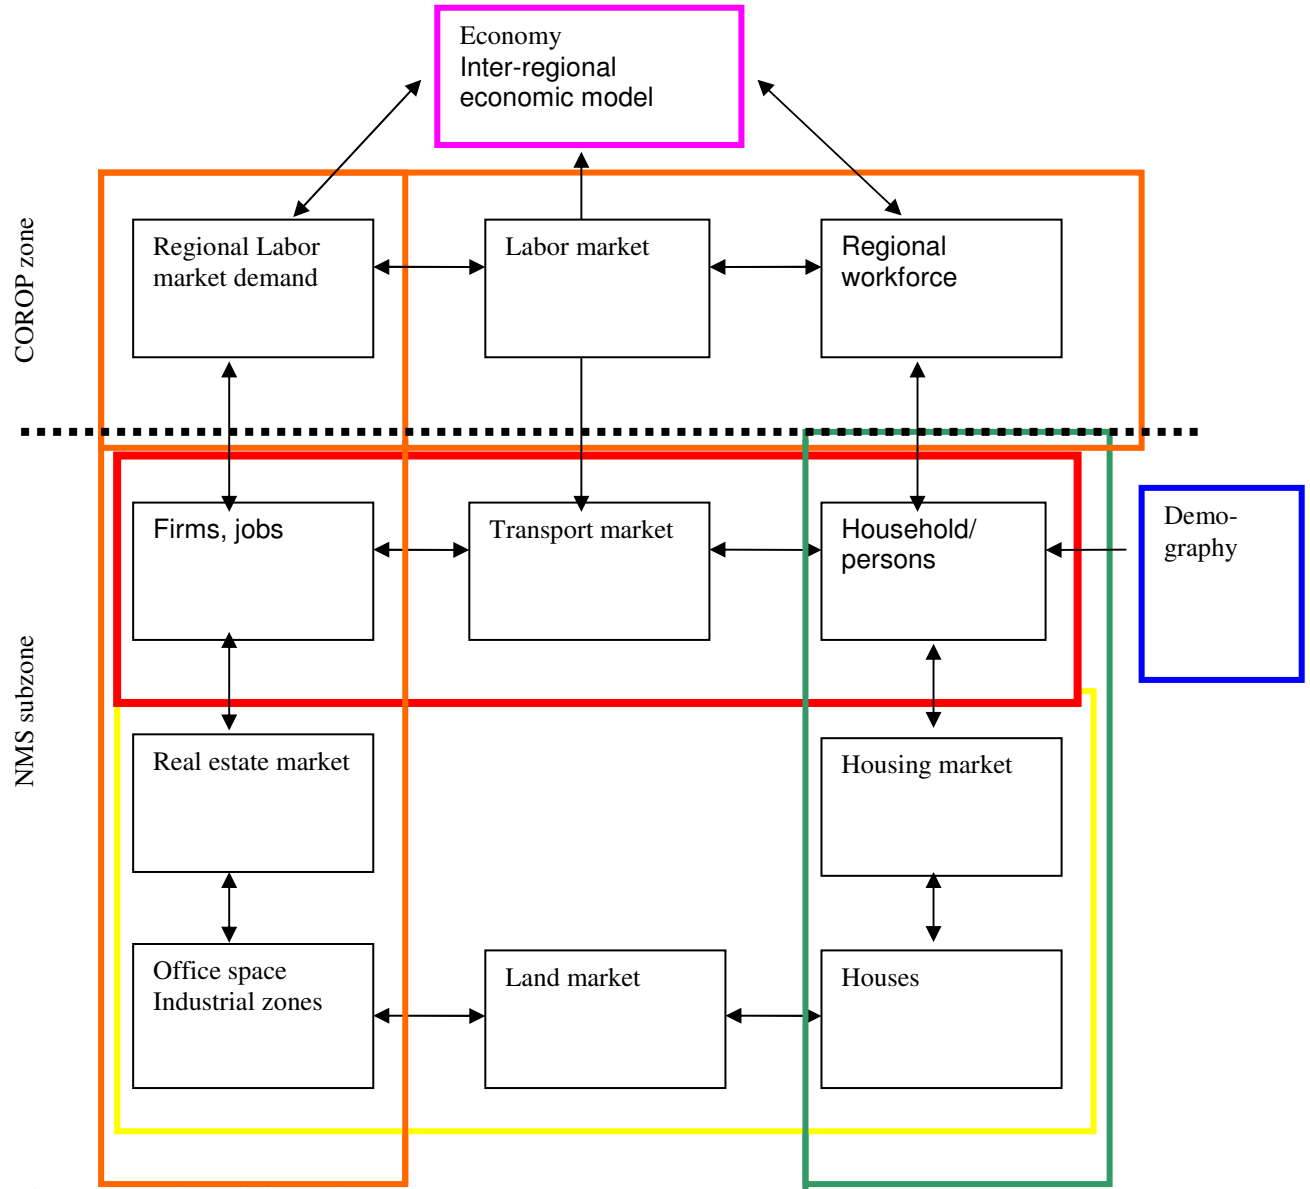 Economy
Inter-regional
economic model
COROP zone
Regional Labor
market demand
Labor market
Regional
workforce
NMS subzone
Firms, jobs
Transport market
Household/
persons
Demo-
graphy
Real estate market
Housing market
Office space
Industrial zones
Land market
Houses